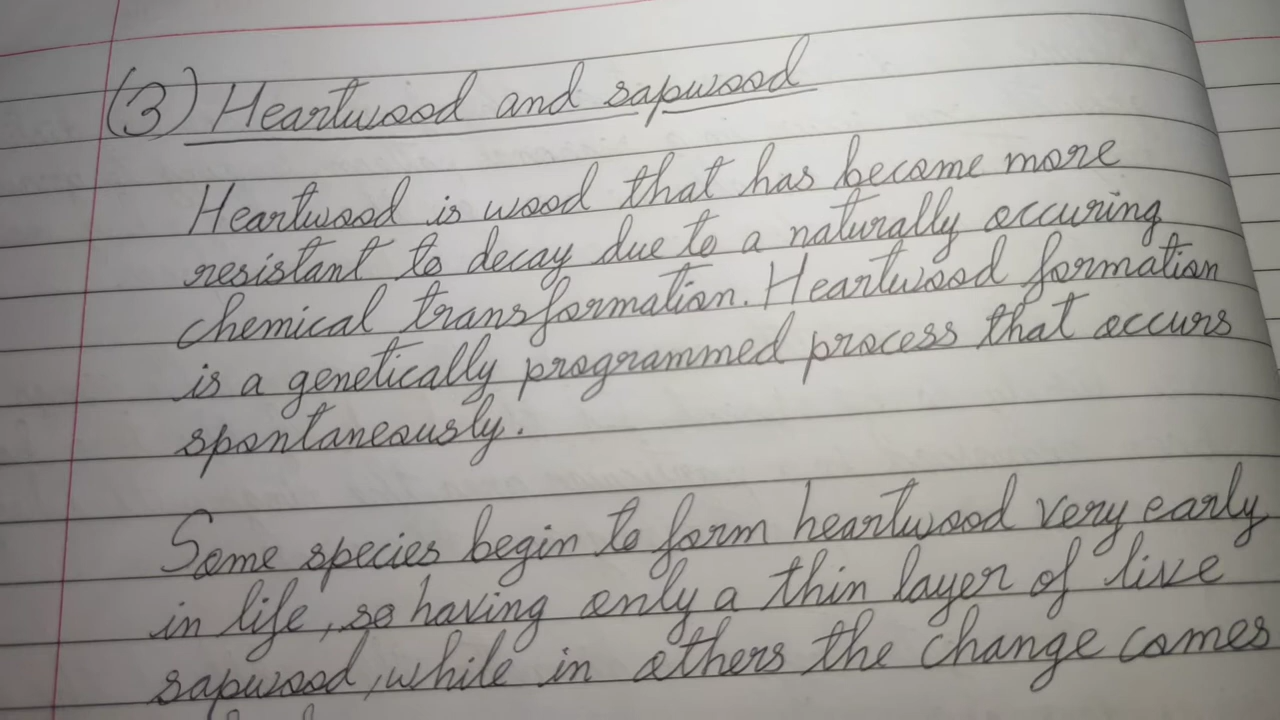 (3) Heartwood and sapwood
Heartwood is wood that has become more
resistant to decay due to a naturally occuring
chemical transformation. Heartwood formation
is a genetically programmed process that occurs
spontaneously.
Some species begin to form heartwood very early
in life, so having only a thin layer of live
sapwood, while in others the change comes